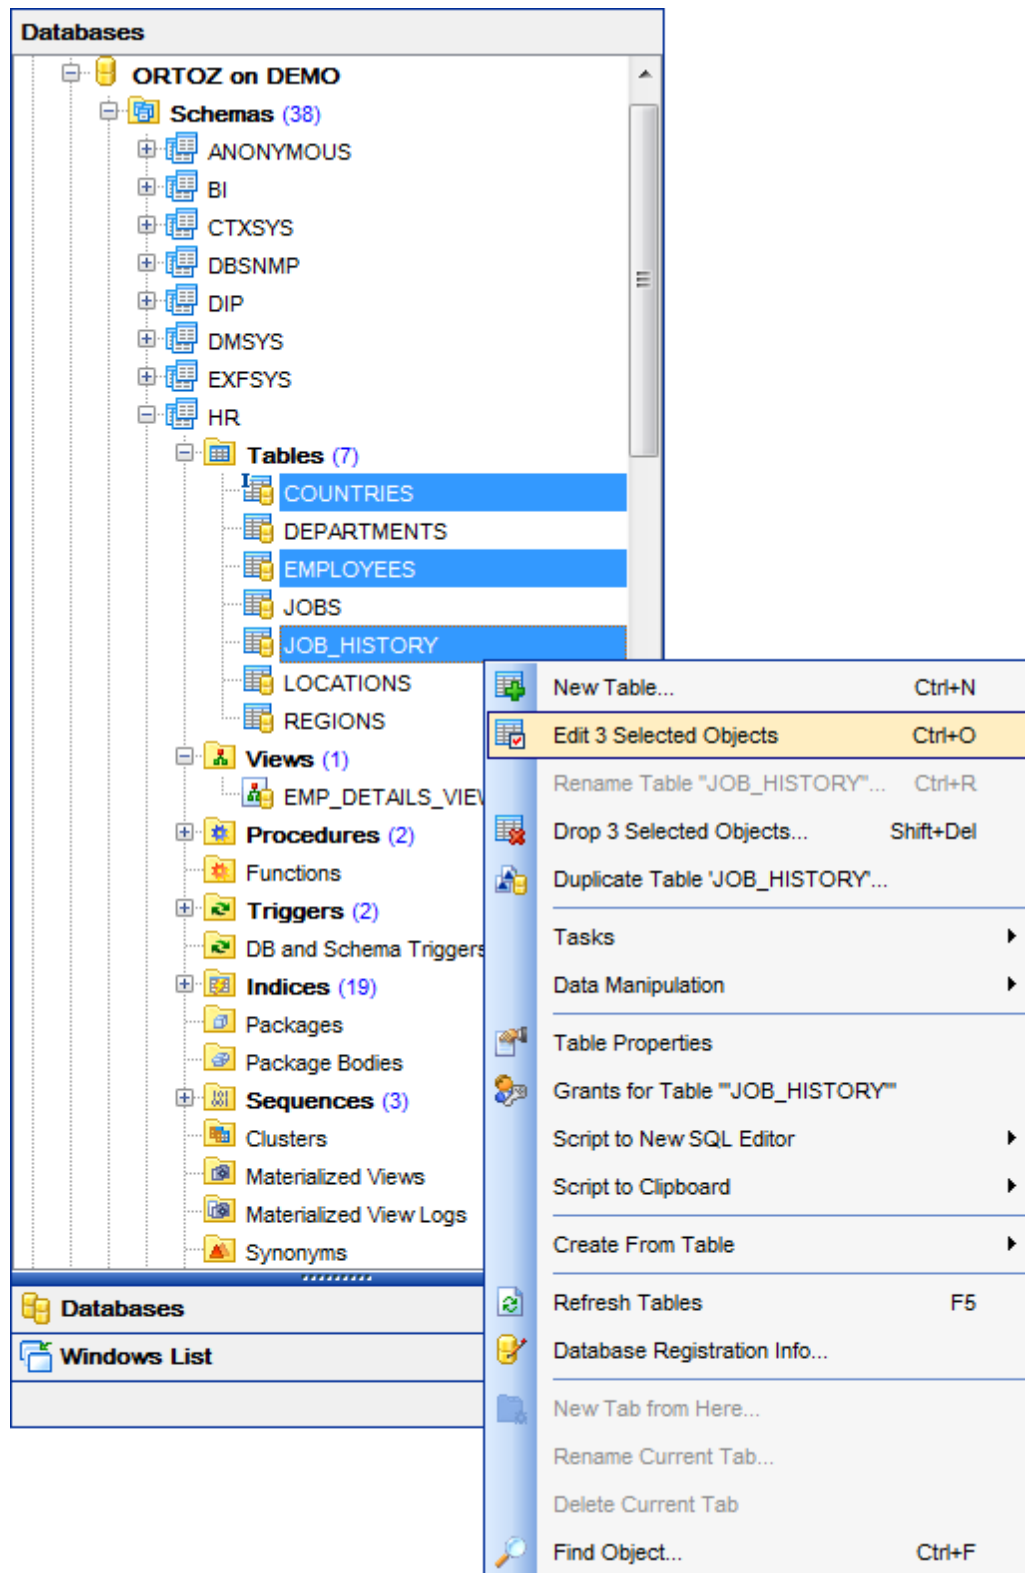 Databases
ORTOZ on DEMO
Schemas (38)
ANONYMOUS
BI
CTXSYS
DBSNMP
DIP
DMSYS
EXFSYS
HR
Tables (7)
COUNTRIES
DEPARTMENTS
EMPLOYEES
JOBS
JOB_HISTORY
LOCATIONS
REGIONS
Views (1)
EMP_DETAILS_VIEW
Procedures (2)
Functions
Triggers (2)
DB and Schema Triggers
Indices (19)
Packages
Package Bodies
Sequences (3)
Clusters
Materialized Views
Materialized View Logs
Synonyms
Databases
Windows List
New Table... Ctrl+N
Edit 3 Selected Objects Ctrl+O
Rename Table "JOB_HISTORY"... Ctrl+R
Drop 3 Selected Objects... Shift+Del
Duplicate Table 'JOB_HISTORY'...
Tasks
Data Manipulation
Table Properties
Grants for Table '"JOB_HISTORY"'
Script to New SQL Editor
Script to Clipboard
Create From Table
Refresh Tables F5
Database Registration Info...
New Tab from Here...
Rename Current Tab...
Delete Current Tab
Find Object... Ctrl+F